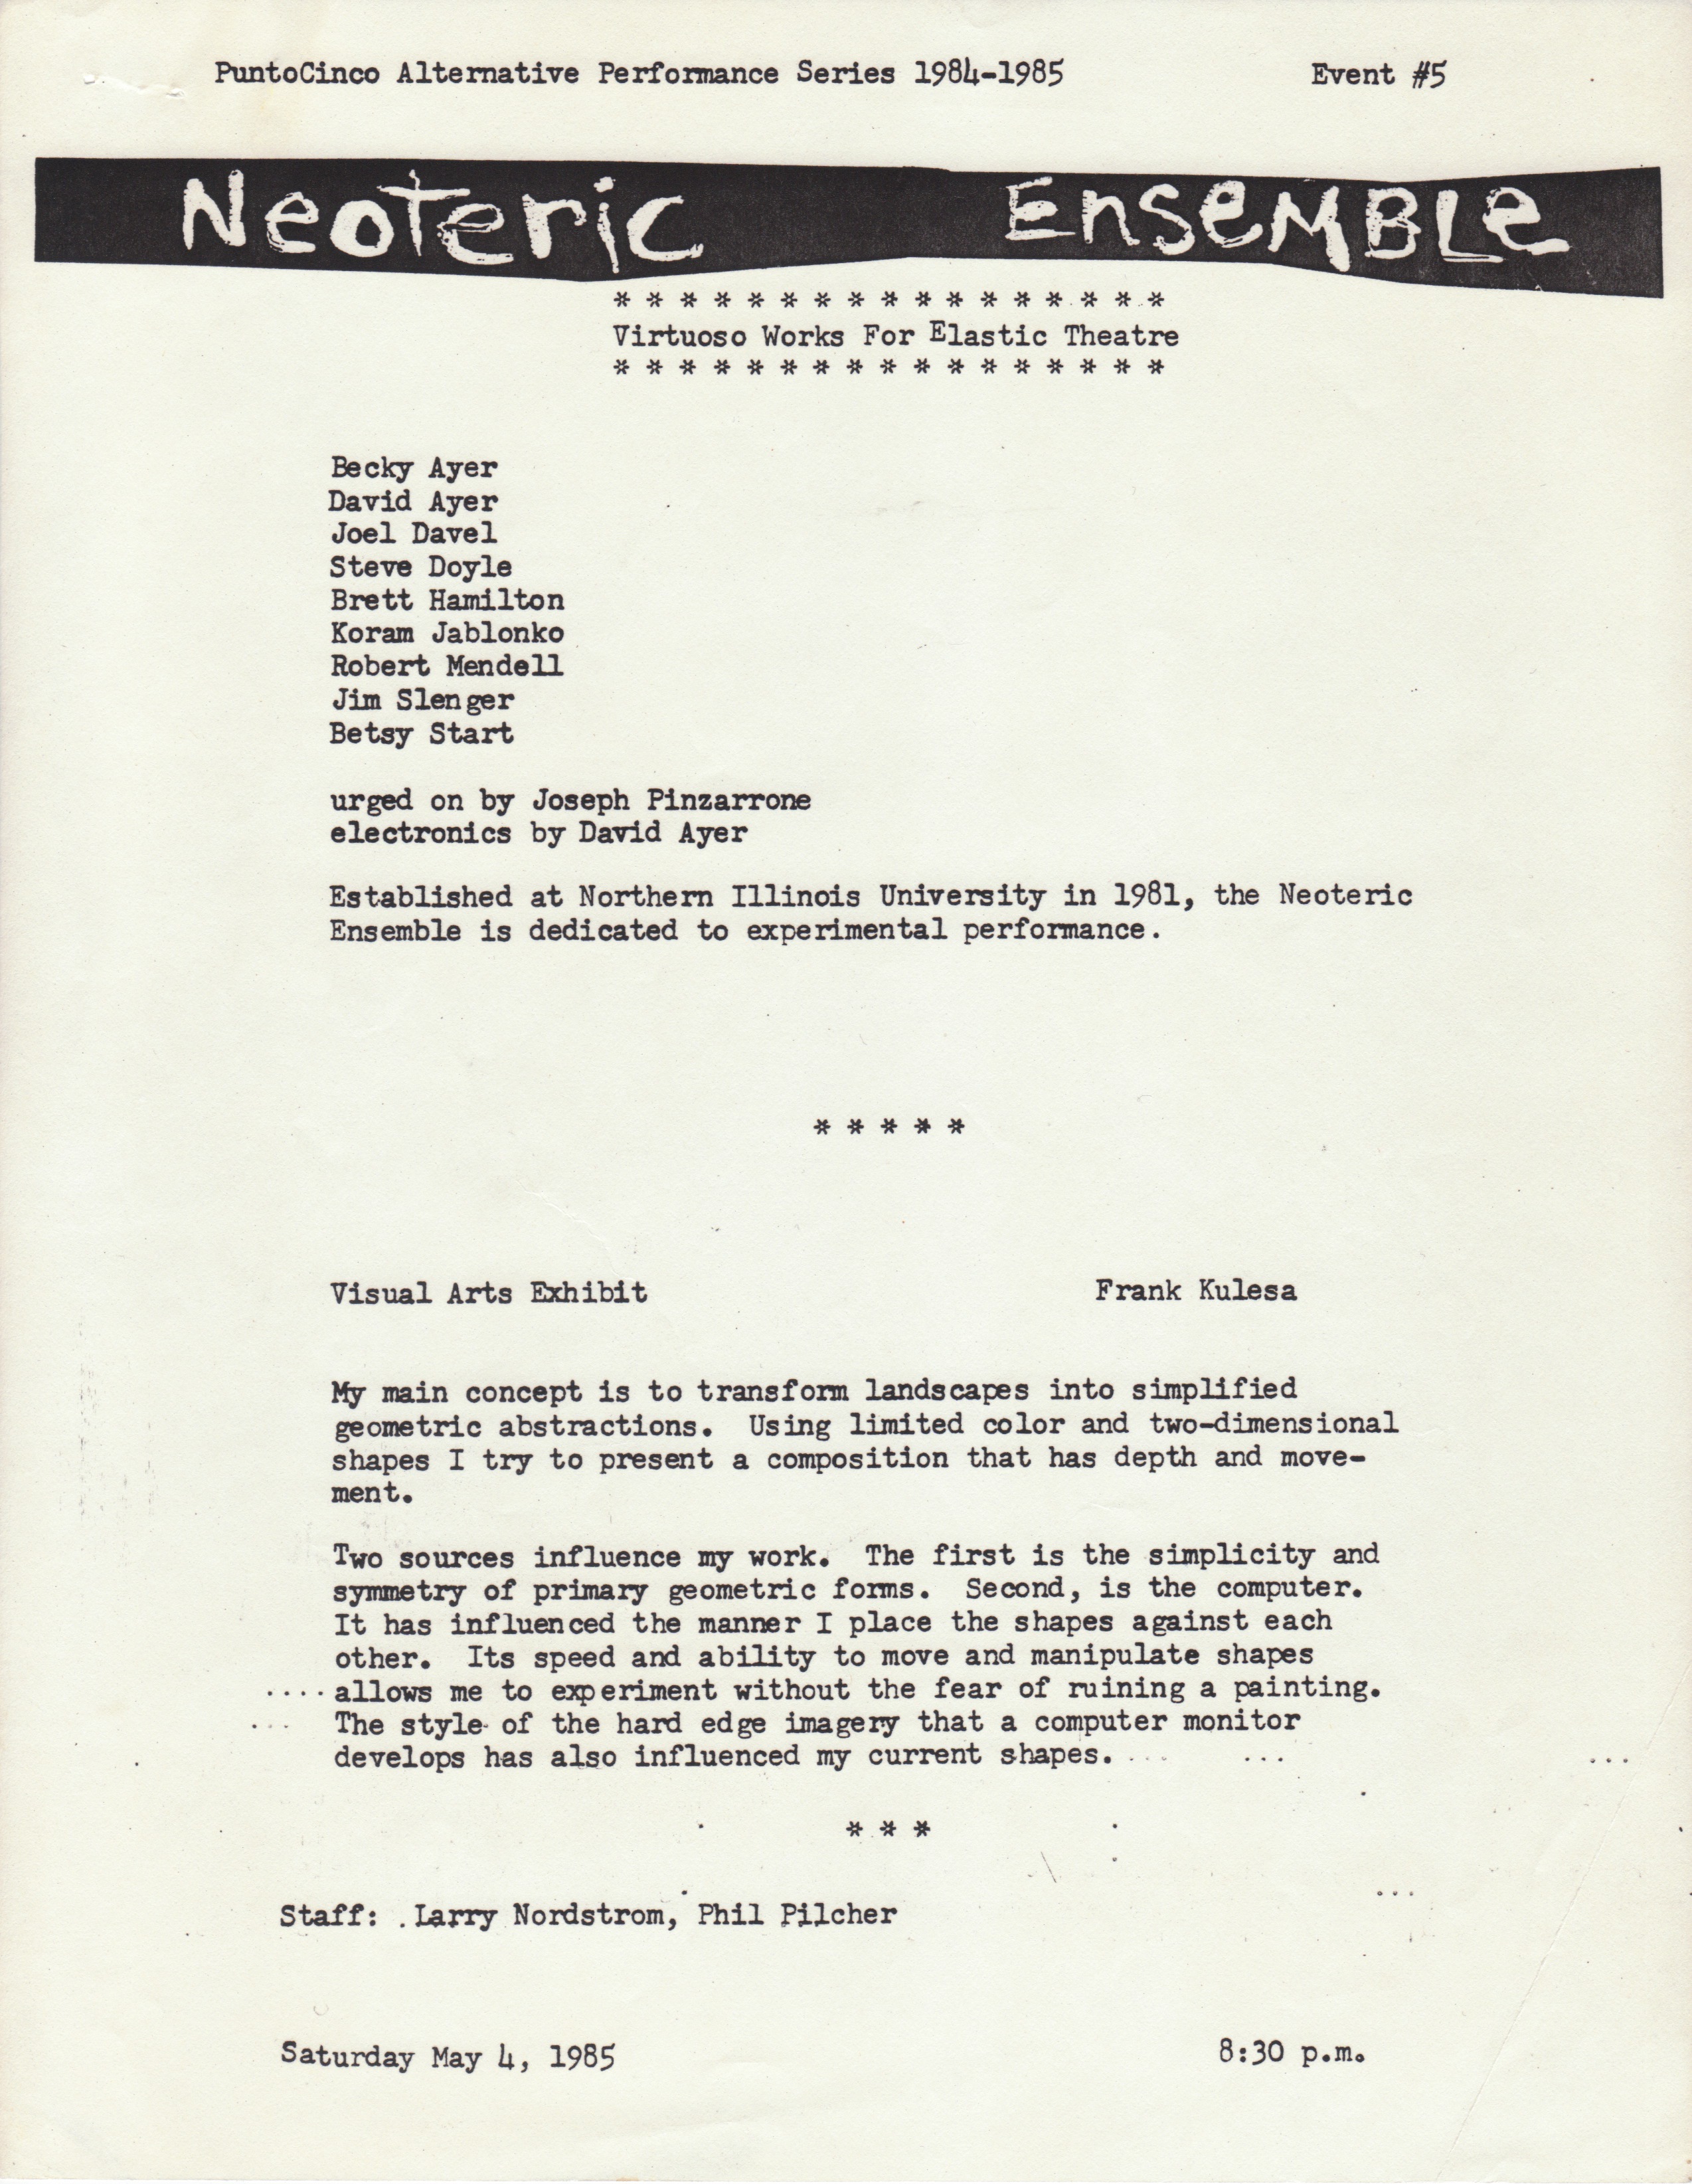 PuntoCinco Alternative Performance Series 1984-1985 Event #5
Neoteric Ensemble
* * * * * * * * * * * * * * * * *
Virtuoso Works For Elastic Theatre
* * * * * * * * * * * * * * * * *
Becky Ayer
David Ayer
Joel Davel
Steve Doyle
Brett Hamilton
Koram Jablonko
Robert Mendell
Jim Slenger
Betsy Start
urged on by Joseph Pinzarrone
electronics by David Ayer
Established at Northern Illinois University in 1981, the Neoteric
Ensemble is dedicated to experimental performance.
* * * * *
Visual Arts Exhibit Frank Kulesa
My main concept is to transform landscapes into simplified
geometric abstractions. Using limited color and two-dimensional
shapes I try to present a composition that has depth and move-
ment.
Two sources influence my work. The first is the simplicity and
symmetry of primary geometric forms. Second, is the computer.
It has influenced the manner I place the shapes against each
other. Its speed and ability to move and manipulate shapes
allows me to experiment without the fear of ruining a painting.
The style of the hard edge imagery that a computer monitor
develops has also influenced my current shapes.
* * *
Staff: Larry Nordstrom, Phil Pilcher
Saturday May 4, 1985 8:30 p.m.